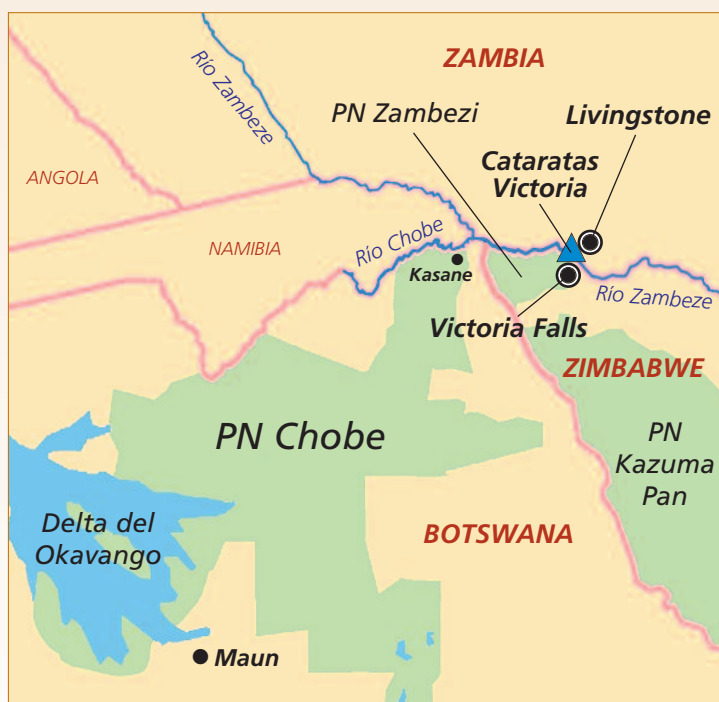 ZAMBIA
Río Zambeze
PN Zambezi
Livingstone
Cataratas
Victoria
ANGOLA
NAMIBIA
Río Chobe
Kasane
Río Zambeze
Victoria Falls
ZIMBABWE
PN Chobe
PN
Kazuma
Pan
Delta del
Okavango
BOTSWANA
Maun